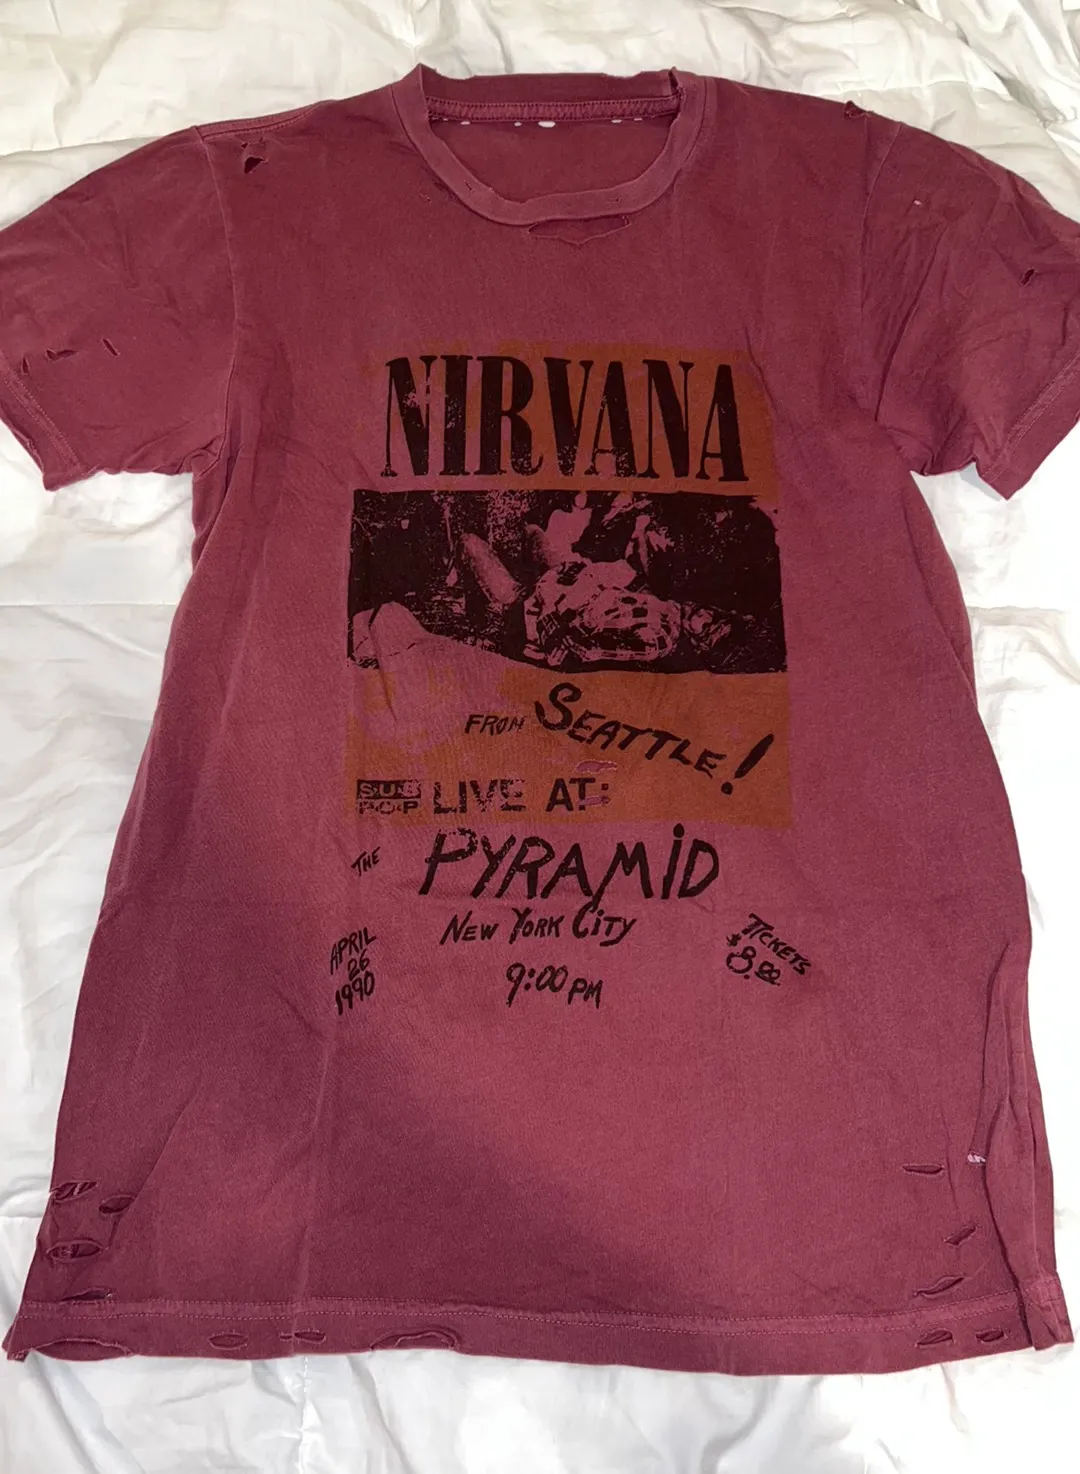 NIRVANA
FROM SEATTLE!
SUB POP LIVE AT:
THE PYRAMID
NEW YORK CITY
APRIL 26 1990
9:00 PM
TICKETS $8.00